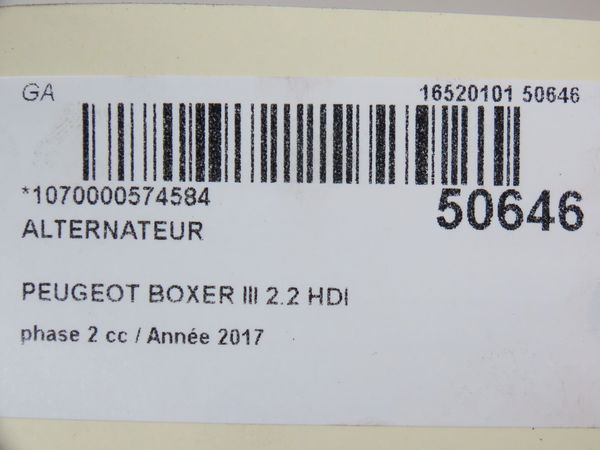 GA 16520101 50646
*1070000574584 50646
ALTERNATEUR
PEUGEOT BOXER III 2.2 HDI
phase 2 cc / Année 2017